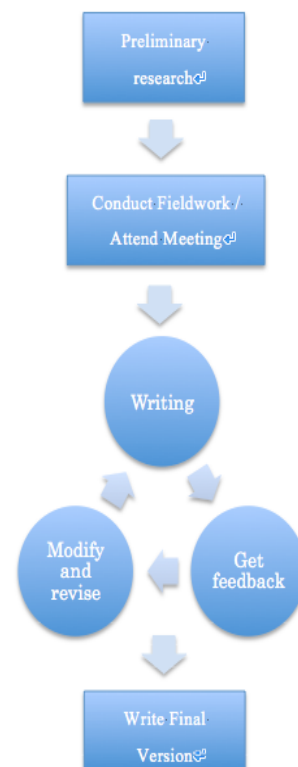 Preliminary
research
Conduct Fieldwork /
Attend Meeting
Writing
Get
feedback
Modify
and
revise
Write Final
Version